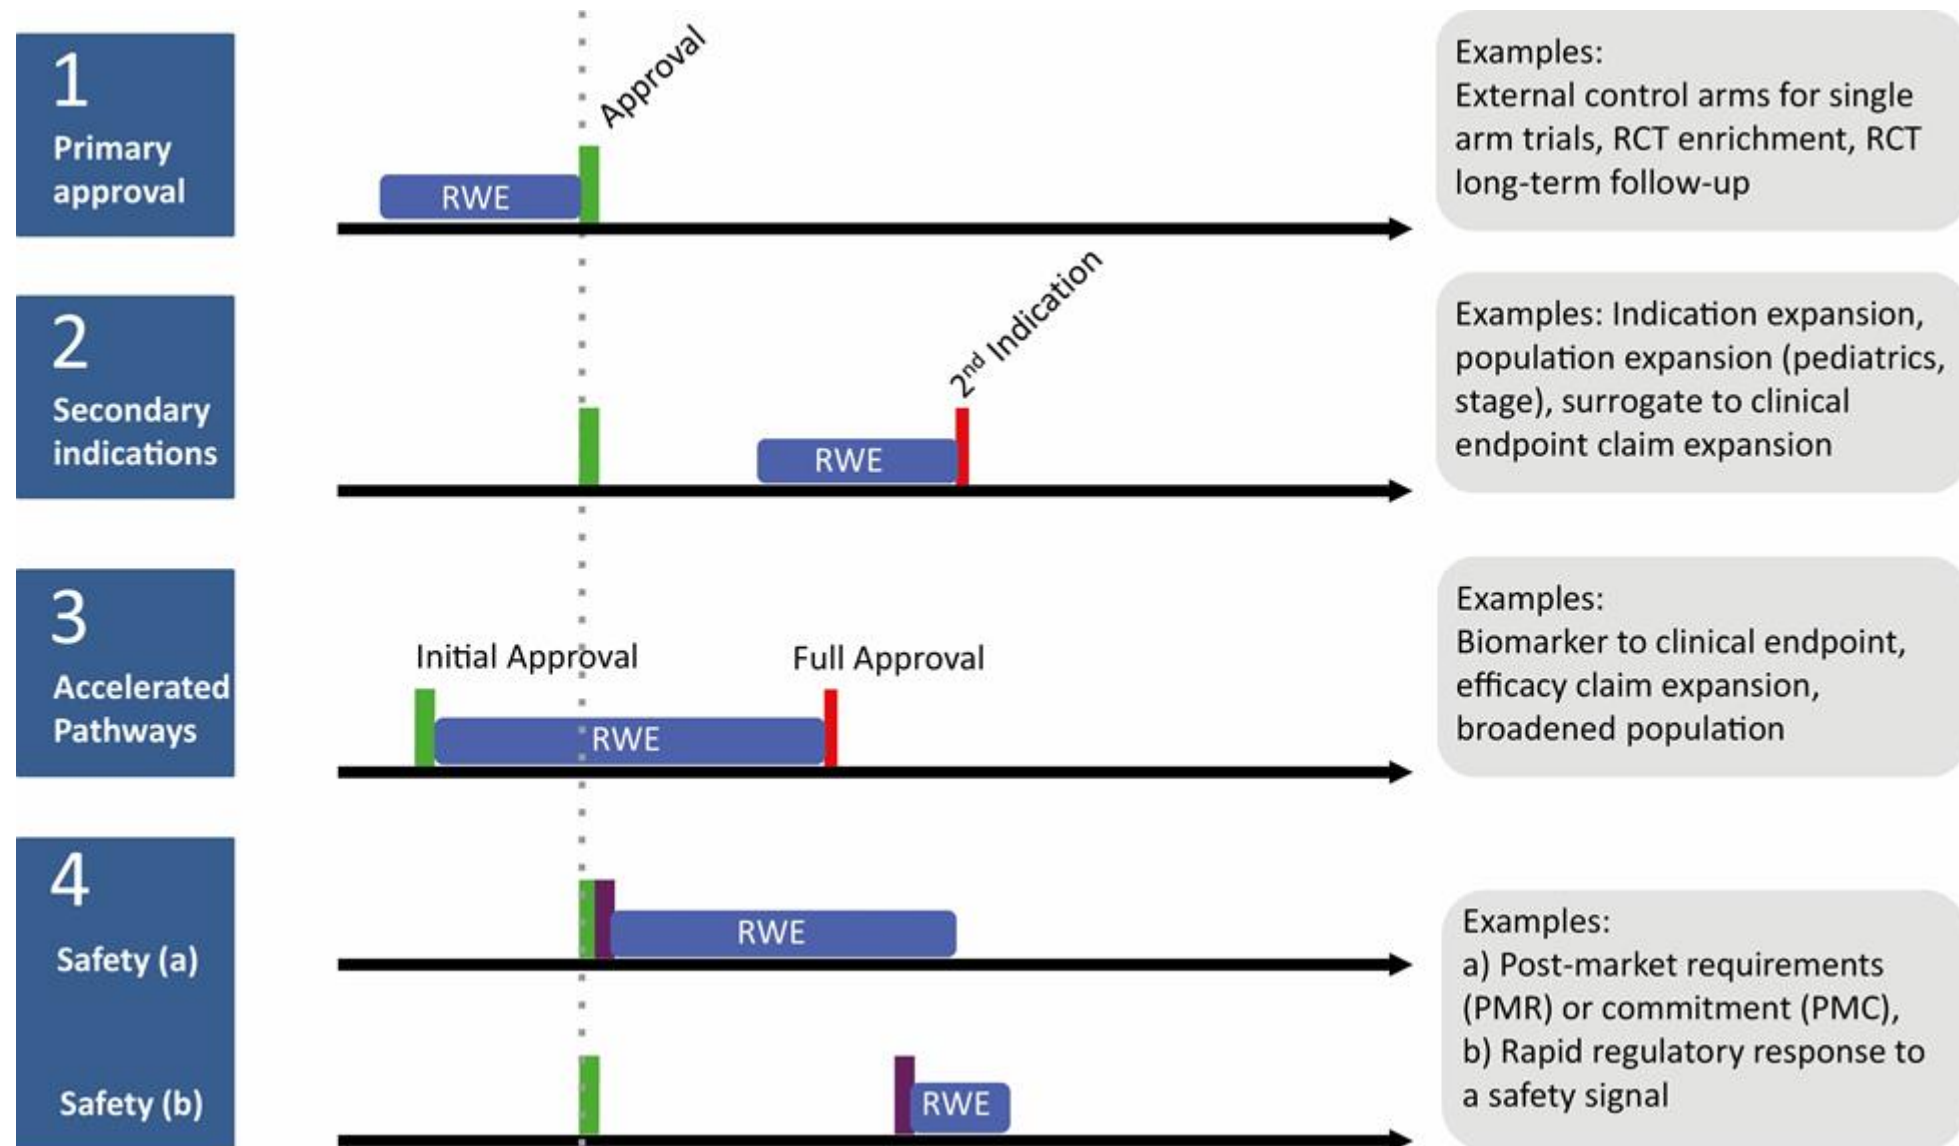 1
Primary
approval
Approval
RWE
Examples:
External control arms for single
arm trials, RCT enrichment, RCT
long-term follow-up
2
Secondary
indications
2nd Indication
RWE
Examples: Indication expansion,
population expansion (pediatrics,
stage), surrogate to clinical
endpoint claim expansion
3
Accelerated
Pathways
Initial Approval
Full Approval
RWE
Examples:
Biomarker to clinical endpoint,
efficacy claim expansion,
broadened population
4
Safety (a)
RWE
Safety (b)
RWE
Examples:
a) Post-market requirements
(PMR) or commitment (PMC),
b) Rapid regulatory response to
a safety signal